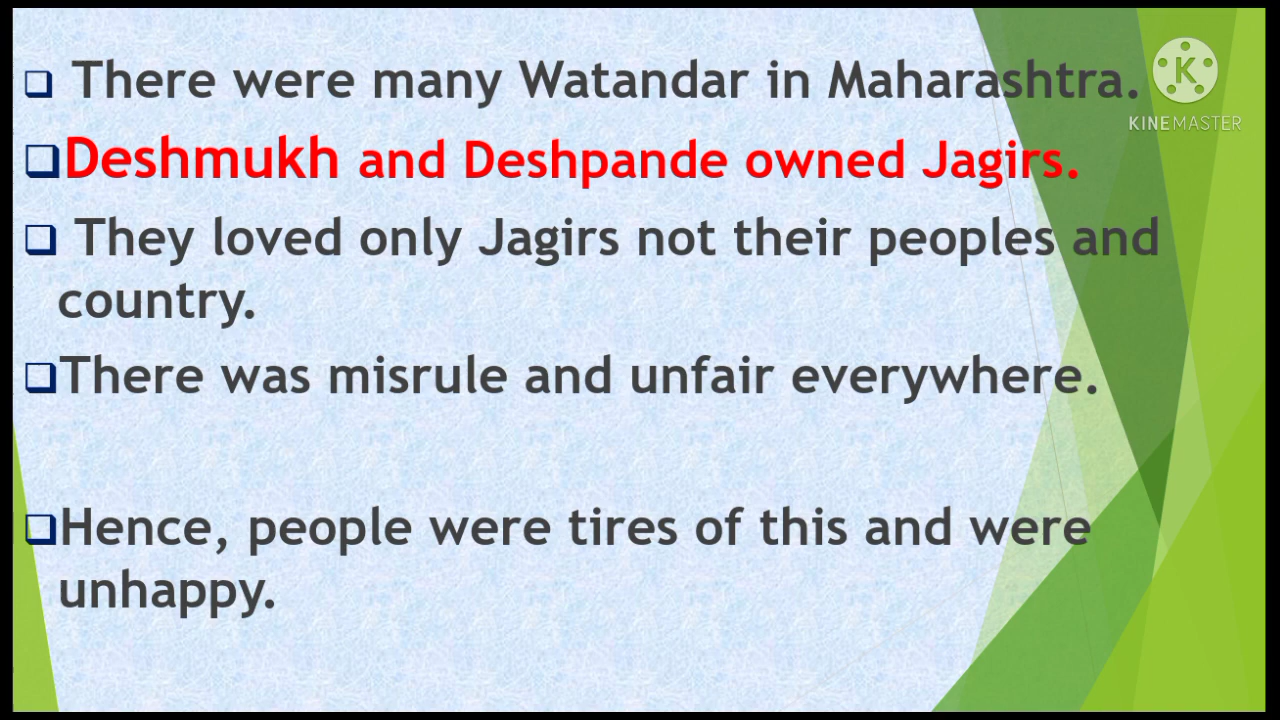 There were many Watandar in Maharashtra.
KINEMASTER
Deshmukh and Deshpande owned Jagirs.
They loved only Jagirs not their peoples and
country.
There was misrule and unfair everywhere.
Hence, people were tires of this and were
unhappy.